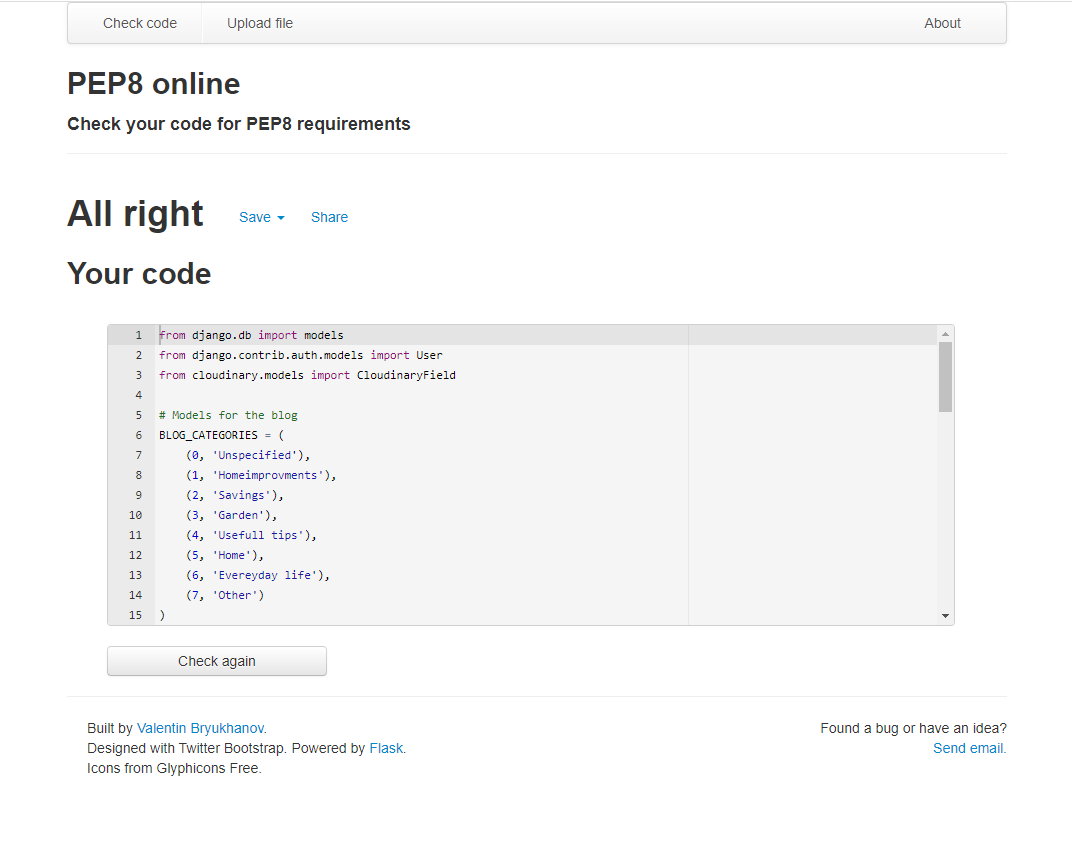 Check code Upload file About
PEP8 online
Check your code for PEP8 requirements
All right Save Share
Your code
1 from django.db import models
2 from django.contrib.auth.models import User
3 from cloudinary.models import CloudinaryField
4
5 # Models for the blog
6 BLOG_CATEGORIES = (
7     (0, 'Unspecified'),
8     (1, 'Homeimprovments'),
9     (2, 'Savings'),
10     (3, 'Garden'),
11     (4, 'Usefull tips'),
12     (5, 'Home'),
13     (6, 'Evereyday life'),
14     (7, 'Other')
15 )
Check again
Built by Valentin Bryukhanov. Found a bug or have an idea?
Designed with Twitter Bootstrap. Powered by Flask. Send email.
Icons from Glyphicons Free.